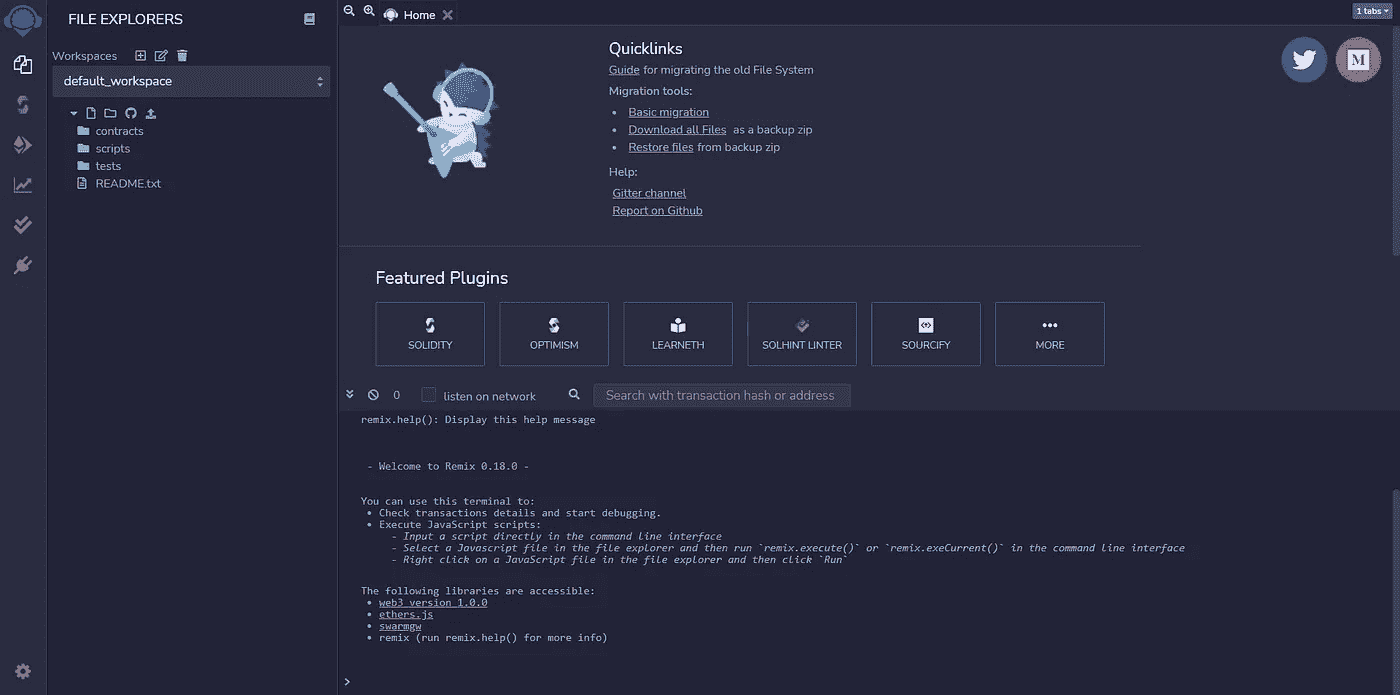 FILE EXPLORERS
Workspaces
default_workspace
contracts
scripts
tests
README.txt
Home
1 tabs
Quicklinks
Guide for migrating the old File System
Migration tools:
• Basic migration
• Download all Files as a backup zip
• Restore files from backup zip
Help:
Gitter channel
Report on Github
M
Featured Plugins
SOLIDITY
OPTIMISM
LEARNETH
SOLHINT LINTER
SOURCIFY
MORE
0
listen on network
Search with transaction hash or address
remix.help(): Display this help message
- Welcome to Remix 0.18.0 -
You can use this terminal to:
• Check transactions details and start debugging.
• Execute JavaScript scripts:
- Input a script directly in the command line interface
- Select a Javascript file in the file explorer and then run `remix.execute()` or `remix.exeCurrent()` in the command line interface
- Right click on a JavaScript file in the file explorer and then click `Run`
The following libraries are accessible:
• web3 version 1.0.0
• ethers.js
• swarmgw
• remix (run remix.help() for more info)
>